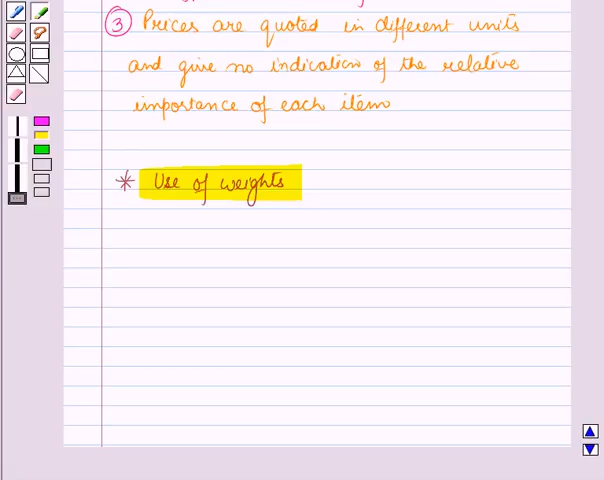 ③ Prices are quoted in different units
and give no indication of the relative
importance of each item
* Use of weights